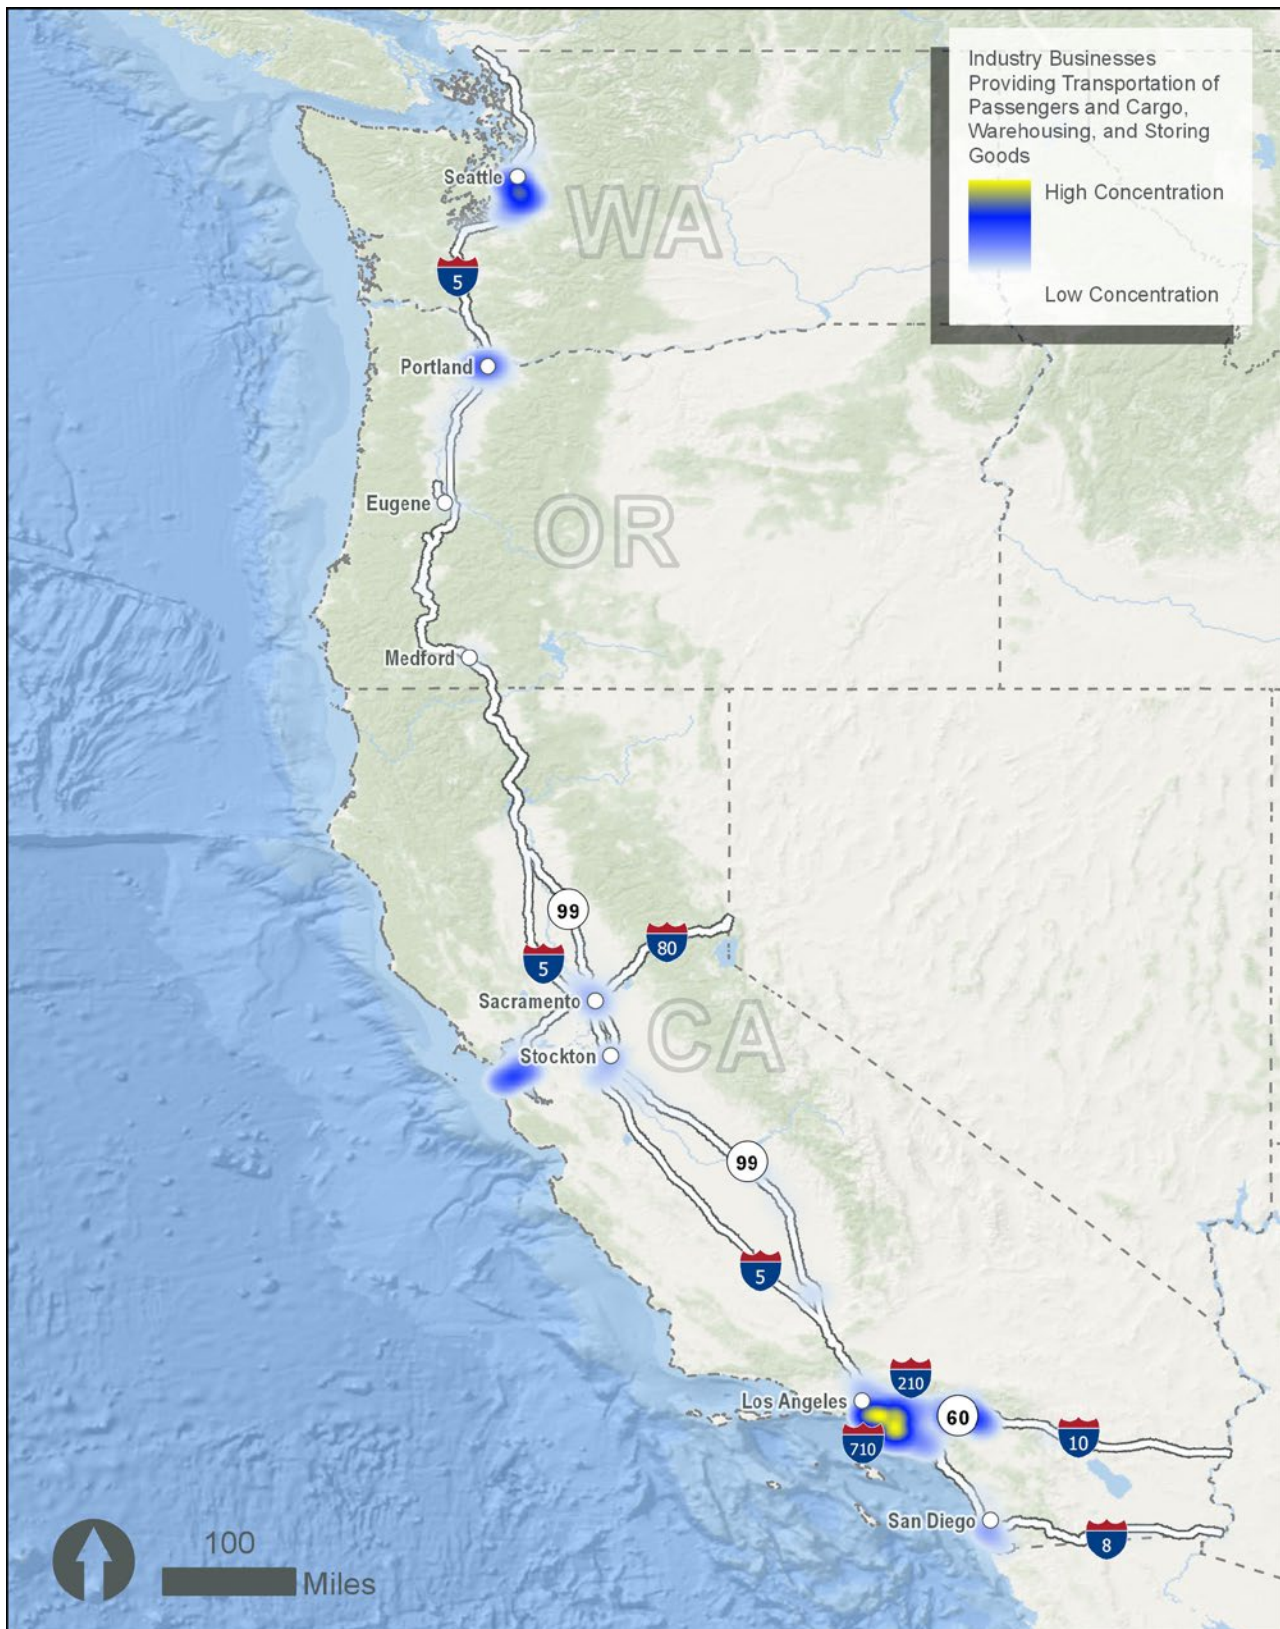 Industry Businesses
Providing Transportation of
Passengers and Cargo,
Warehousing, and Storing
Goods
High Concentration
Low Concentration
Seattle
WA
5
Portland
Eugene
OR
Medford
99
80
5
Sacramento
CA
Stockton
99
5
210
Los Angeles
60
710
10
San Diego
8
100
Miles